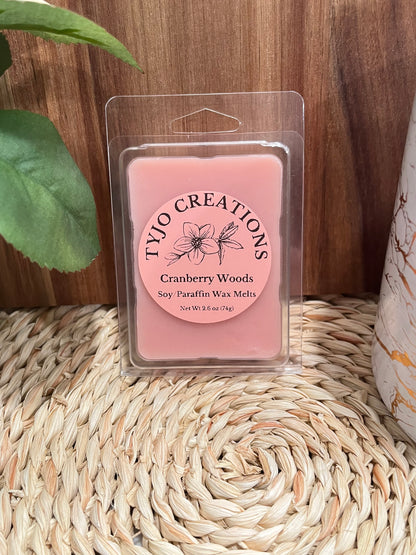 TYJO CREATIONS
Cranberry Woods
Soy/Paraffin Wax Melts
Net Wt 2.6 oz (74g)